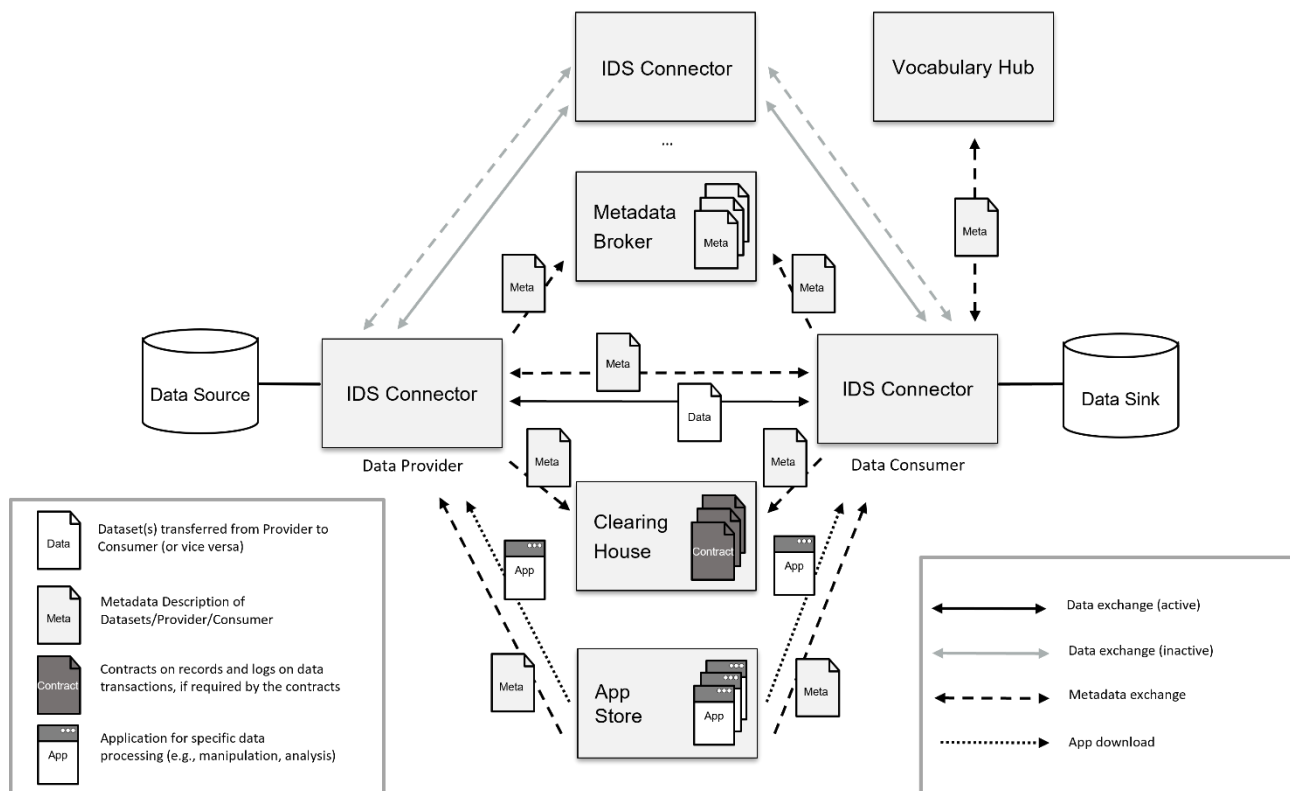 IDS Connector
Vocabulary Hub
...
Metadata
Broker
Meta
Meta
Meta
Meta
Data Source
IDS Connector
Meta
Data
IDS Connector
Data Sink
Data Provider
Data Consumer
Meta
Meta
Clearing
House
Contract
App
App
Meta
Meta
App
Store
App
Data
Dataset(s) transferred from Provider to
Consumer (or vice versa)
Meta
Metadata Description of
Datasets/Provider/Consumer
Contract
Contracts on records and logs on data
transactions, if required by the contracts
App
Application for specific data
processing (e.g., manipulation, analysis)
Data exchange (active)
Data exchange (inactive)
Metadata exchange
App download